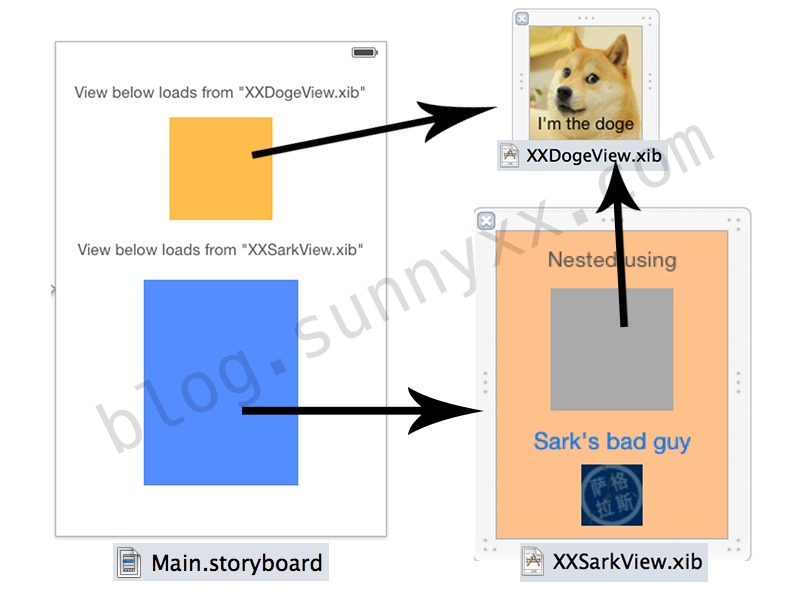 View below loads from "XXDogeView.xib"
View below loads from "XXSarkView.xib"
Main.storyboard
I'm the doge
XXDogeView.xib
Nested using
Sark's bad guy
萨格
拉斯
XXSarkView.xib
blog.sunnyxx.com